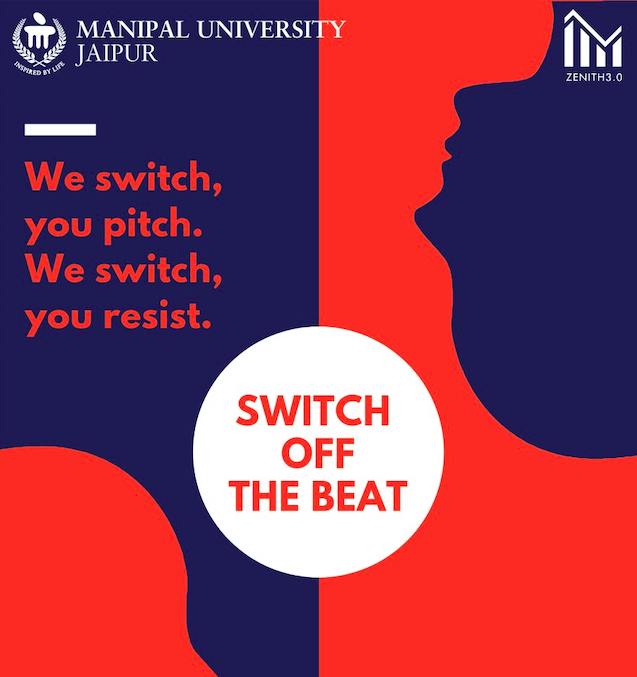 MANIPAL UNIVERSITY
JAIPUR
INSPIRED BY LIFE
ZENITH3.0
We switch,
you pitch.
We switch,
you resist.
SWITCH
OFF
THE BEAT